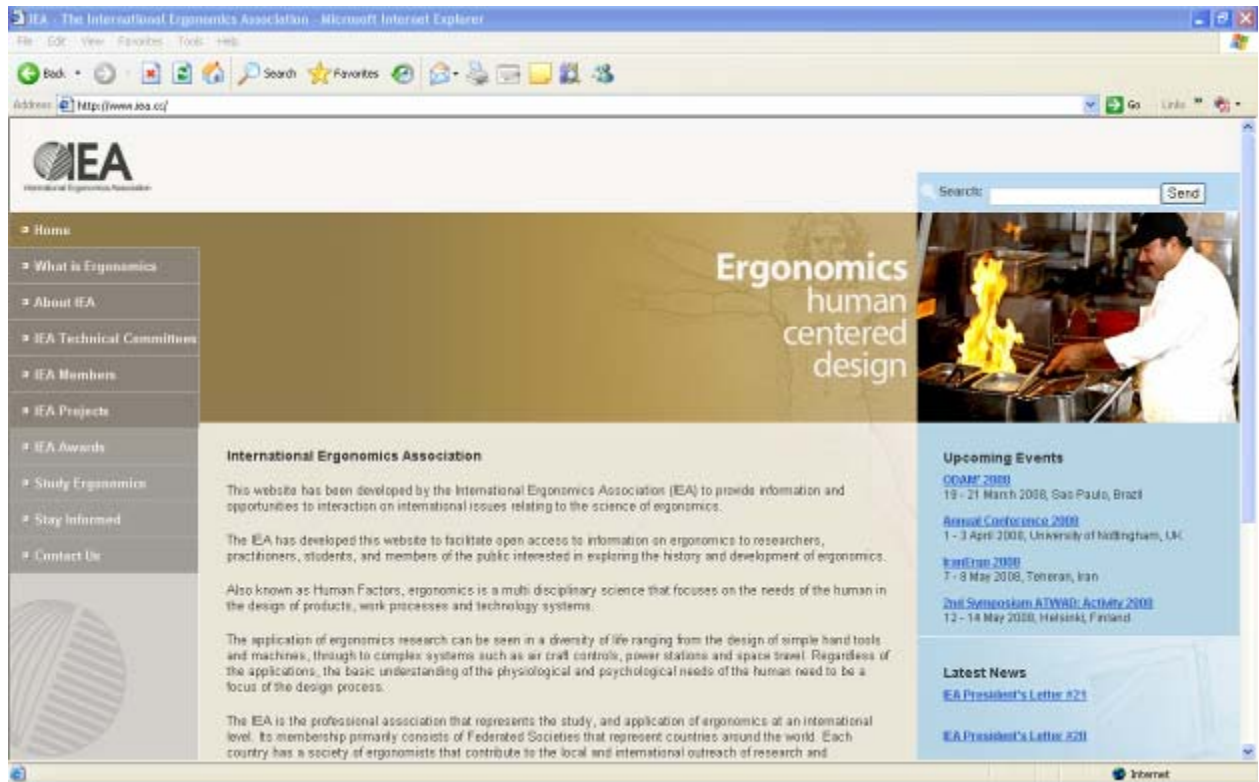 IEA - The International Ergonomics Association - Microsoft Internet Explorer
File Edit View Favorites Tools Help
Back Search Favorites
Address http://www.iea.cc/ Go Links
IEA
International Ergonomics Association
Search: Send
Home
What is Ergonomics
About IEA
IEA Technical Committees
IEA Members
IEA Projects
IEA Awards
Study Ergonomics
Stay Informed
Contact Us
Ergonomics
human
centered
design
International Ergonomics Association
This website has been developed by the International Ergonomics Association (IEA) to provide information and
opportunities to interaction on international issues relating to the science of ergonomics.
The IEA has developed this website to facilitate open access to information on ergonomics to researchers,
practitioners, students, and members of the public interested in exploring the history and development of ergonomics.
Also known as Human Factors, ergonomics is a multi disciplinary science that focuses on the needs of the human in
the design of products, work processes and technology systems.
The application of ergonomics research can be seen in a diversity of life ranging from the design of simple hand tools
and machines, through to complex systems such as air craft controls, power stations and space travel. Regardless of
the applications, the basic understanding of the physiological and psychological needs of the human need to be a
focus of the design process.
The IEA is the professional association that represents the study, and application of ergonomics at an international
level. Its membership primarily consists of Federated Societies that represent countries around the world. Each
country has a society of ergonomists that contribute to the local and international outreach of research and
Upcoming Events
ODAM' 2008
19 - 21 March 2008, Sao Paulo, Brazil
Annual Conference 2008
1 - 3 April 2008, University of Nottingham, UK
IranErgo 2008
7 - 8 May 2008, Teheran, Iran
2nd Symposium ATWAD: Activity 2008
12 - 14 May 2008, Helsinki, Finland
Latest News
IEA President's Letter #21
IEA President's Letter #20
Internet